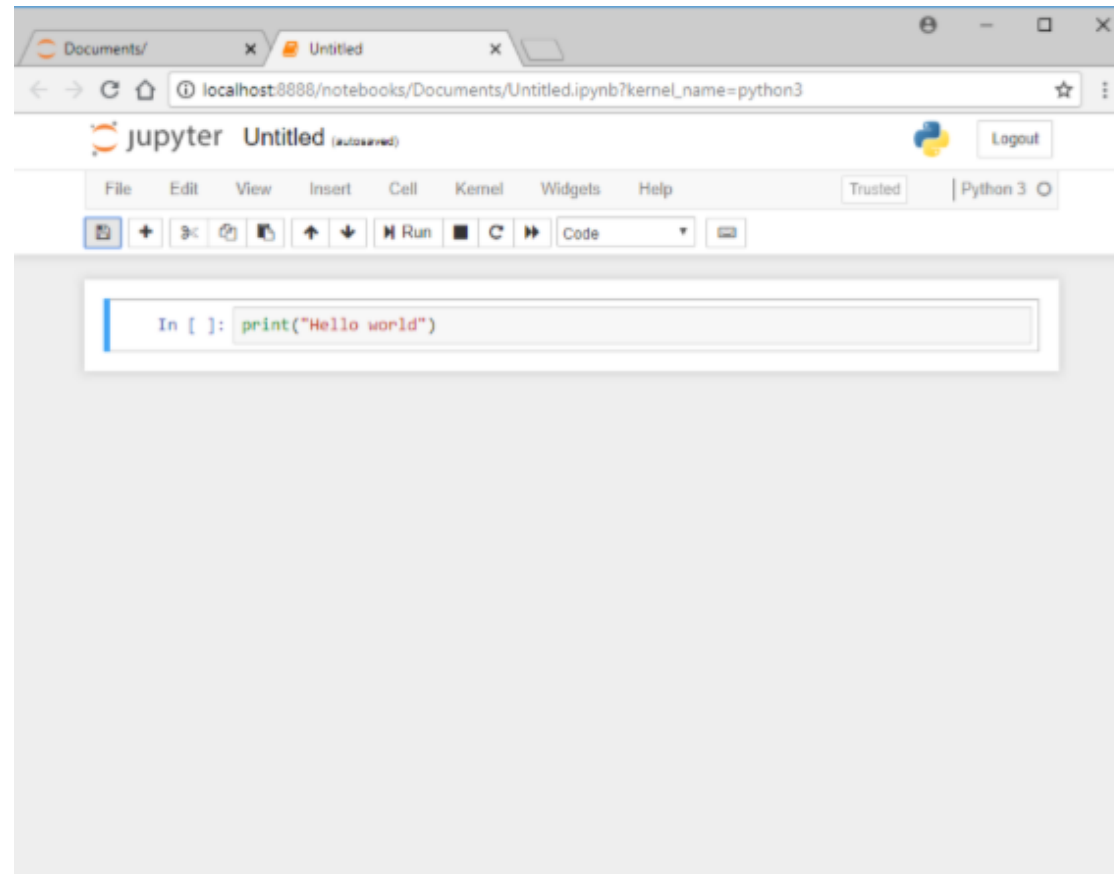 Documents/ Untitled
localhost:8888/notebooks/Documents/Untitled.ipynb?kernel_name=python3
jupyter Untitled (autosaved) Logout
File Edit View Insert Cell Kernel Widgets Help Trusted Python 3
Run Code
In [ ]: print("Hello world")